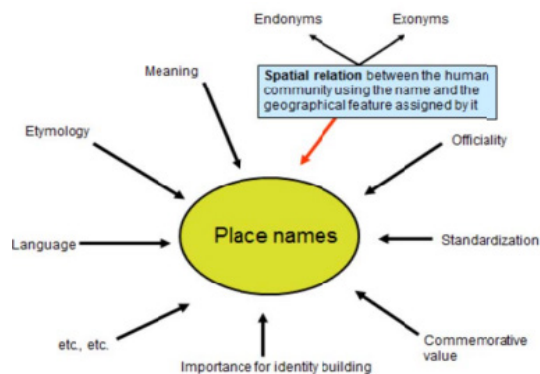 Endonyms
Exonyms
Meaning
Spatial relation between the human
community using the name and the
geographical feature assigned by it
Etymology
Officiality
Place names
Language
Standardization
etc., etc.
Commemorative
value
Importance for identity building